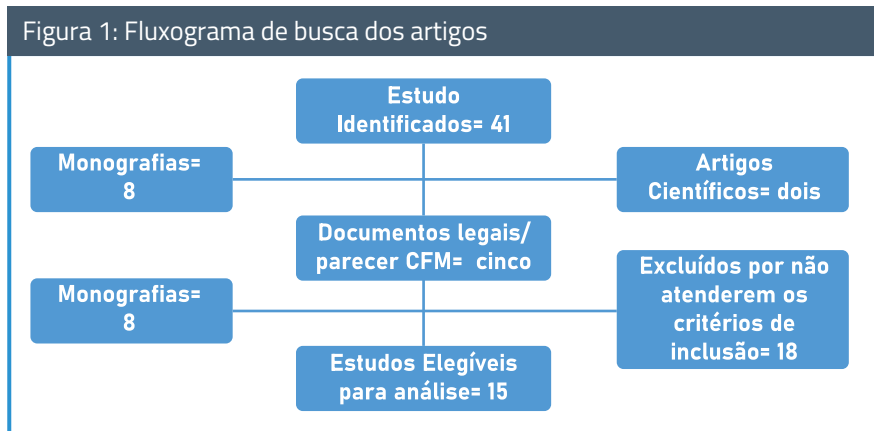 Figura 1: Fluxograma de busca dos artigos
Estudo
Identificados= 41
Monografias=
8
Artigos
Científicos= dois
Documentos legais/
parecer CFM= cinco
Monografias=
8
Excluídos por não
atenderem os
critérios de
inclusão= 18
Estudos Elegíveis
para análise= 15